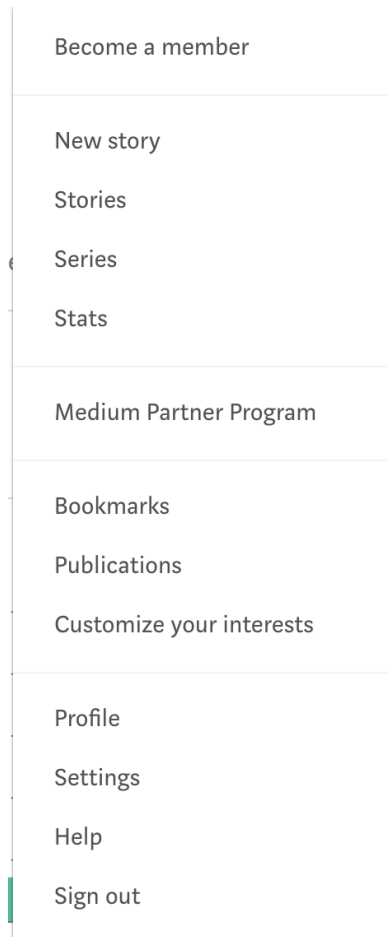 Become a member
New story
Stories
Series
Stats
Medium Partner Program
Bookmarks
Publications
Customize your interests
Profile
Settings
Help
Sign out